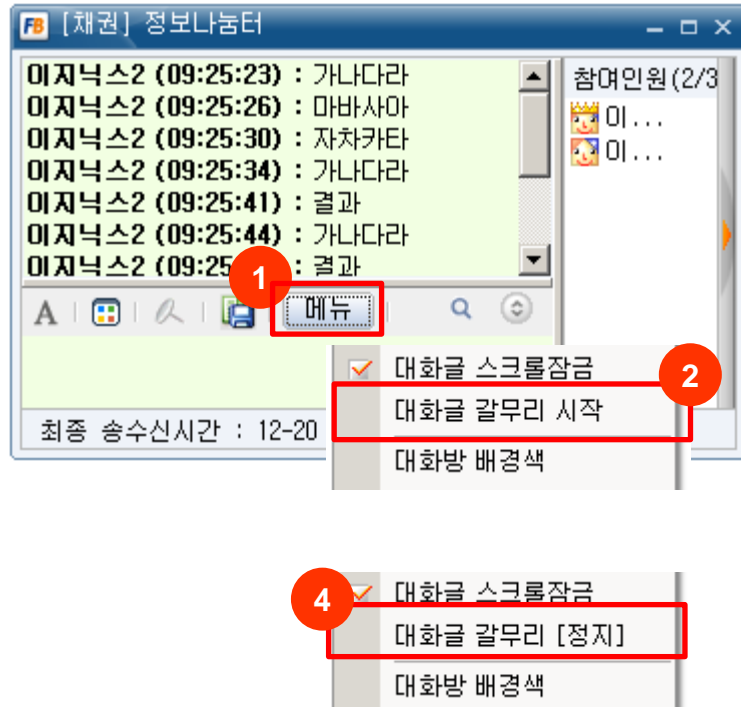 FB [채권] 정보나눔터
이지닉스2 (09:25:23) : 가나다라
이지닉스2 (09:25:26) : 마바사아
이지닉스2 (09:25:30) : 자차카타
이지닉스2 (09:25:34) : 가나다라
이지닉스2 (09:25:41) : 결과
이지닉스2 (09:25:44) : 가나다라
이지닉스2 (09:25 : 결과
참여인원(2/3
이...
이...
1
A 메뉴
대화글 스크롤잠금
2
대화글 갈무리 시작
대화방 배경색
최종 송수신시간 : 12-20
4
대화글 스크롤잠금
대화글 갈무리 [정지]
대화방 배경색